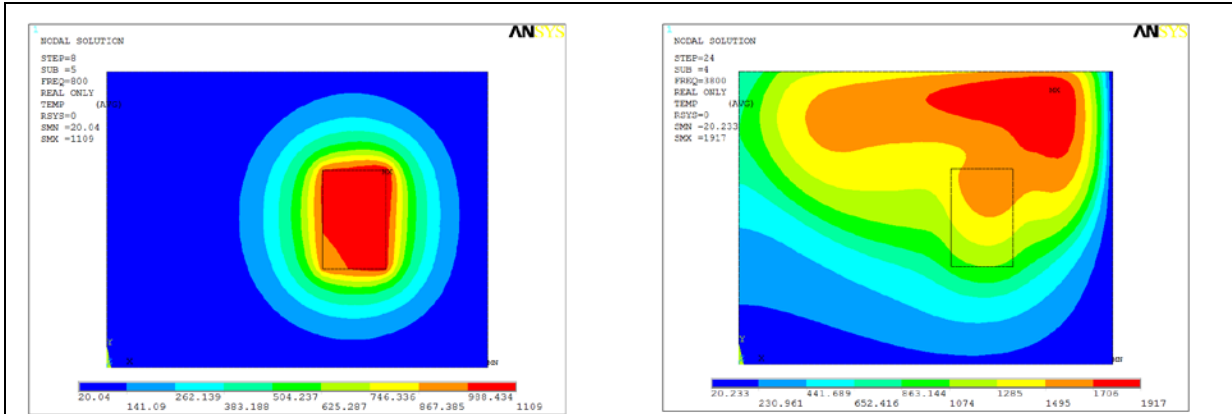 1
ANSYS
NODAL SOLUTION
STEP=8
SUB =5
FREQ=800
REAL ONLY
TEMP (AVG)
RSYS=0
SMN =20.04
SMX =1109
MX
Y
Z X
MN
20.04 262.139 504.237 746.336 988.434
141.09 383.188 625.287 867.385 1109
1
ANSYS
NODAL SOLUTION
STEP=24
SUB =4
FREQ=3800
REAL ONLY
TEMP (AVG)
RSYS=0
SMN =20.233
SMX =1917
MX
Y
Z X
MN
20.233 441.689 863.144 1285 1706
230.961 652.416 1074 1495 1917